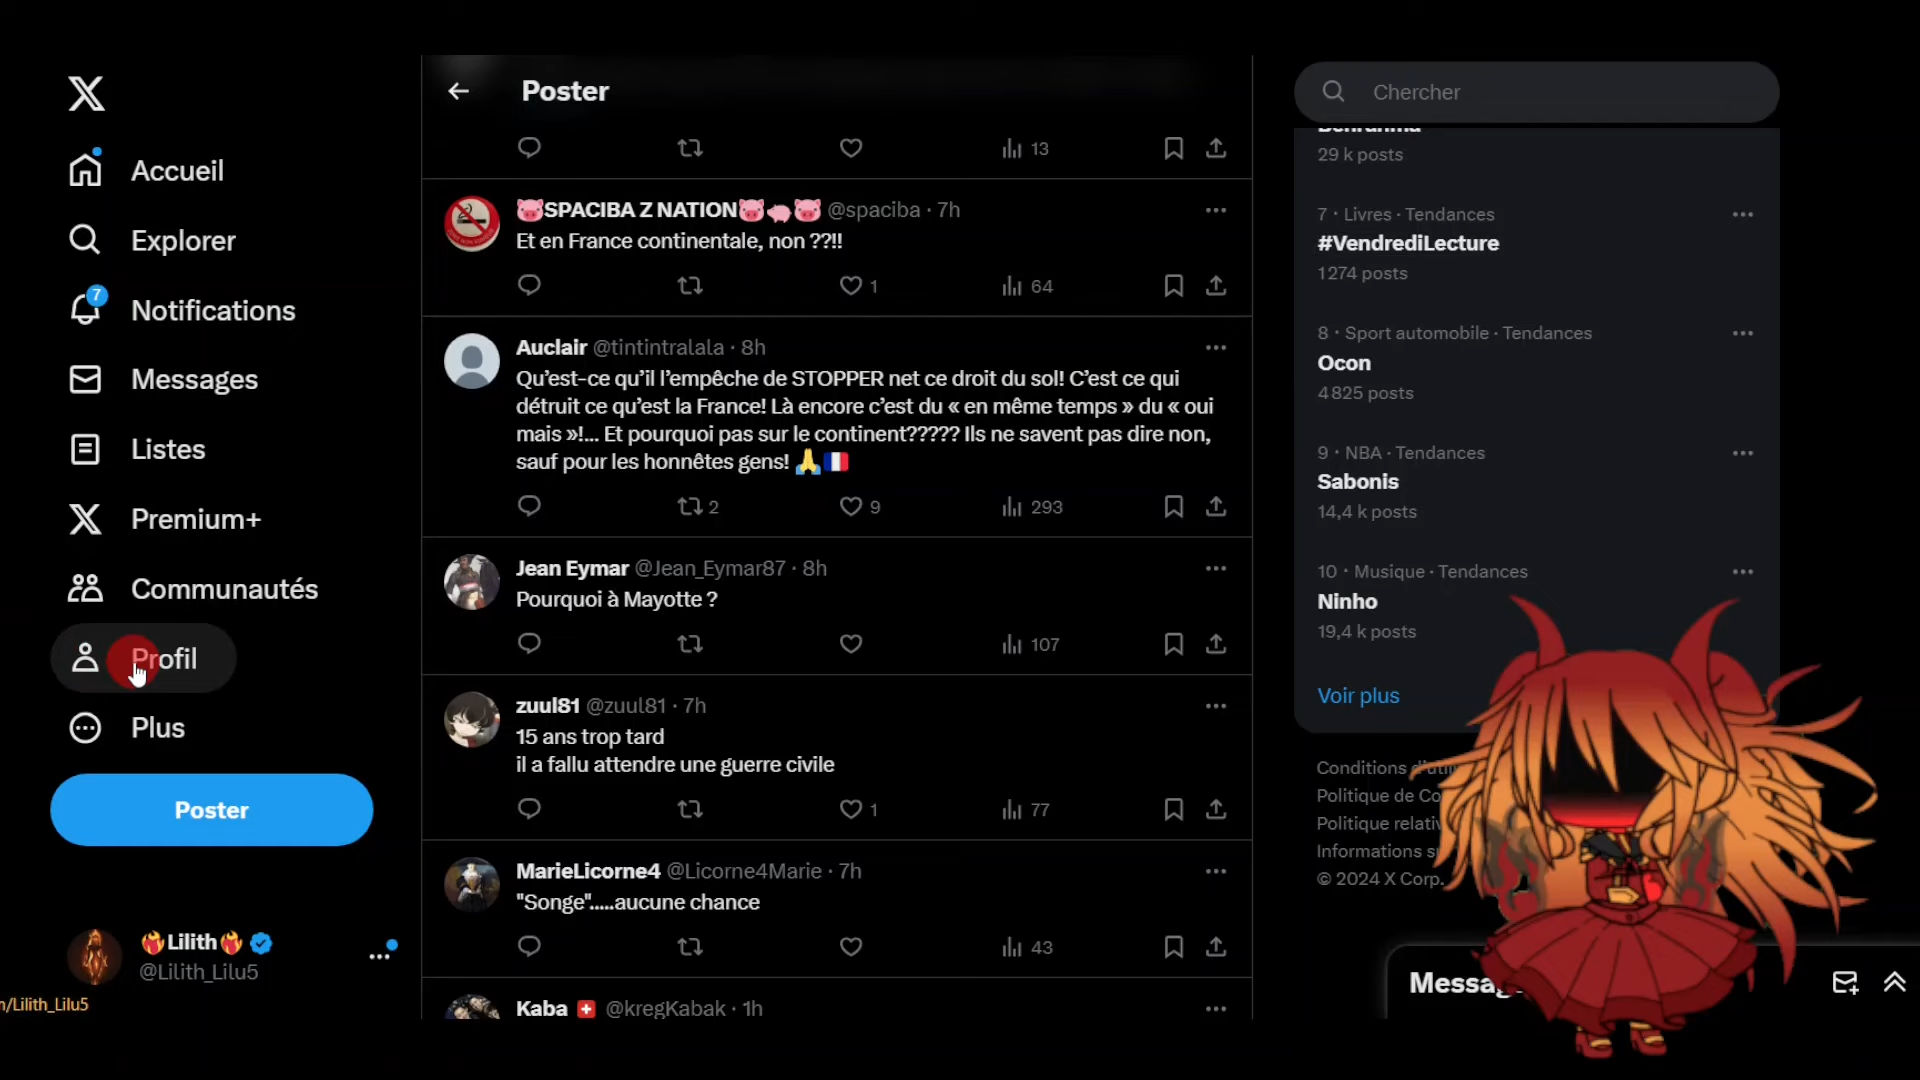 Accueil
Explorer
7
Notifications
Messages
Listes
Premium+
Communautés
Profil
Plus
Poster
🔥Lilith🔥
@Lilith_Lilu5
n/Lilith_Lilu5
Poster
13
🐷SPACIBA Z NATION🐷🐖🐷 @spaciba · 7h
Et en France continentale, non ??!!
1 64
Auclair @tintintralala · 8h
Qu’est-ce qu’il l’empêche de STOPPER net ce droit du sol! C’est ce qui
détruit ce qu’est la France! Là encore c’est du « en même temps » du « oui
mais »!... Et pourquoi pas sur le continent????? Ils ne savent pas dire non,
sauf pour les honnêtes gens! 🙏🇫🇷
2 9 293
Jean Eymar @Jean_Eymar87 · 8h
Pourquoi à Mayotte ?
107
zuul81 @zuul81 · 7h
15 ans trop tard
il a fallu attendre une guerre civile
1 77
MarieLicorne4 @Licorne4Marie · 7h
"Songe".....aucune chance
43
Kaba 🇨🇭 @kregKabak · 1h
Chercher
Benrahma
29 k posts
7 · Livres · Tendances
#VendrediLecture
1 274 posts
8 · Sport automobile · Tendances
Ocon
4 825 posts
9 · NBA · Tendances
Sabonis
14,4 k posts
10 · Musique · Tendances
Ninho
19,4 k posts
Voir plus
Conditions
Politique de
Politique
Informations
© 2024 X Corp.